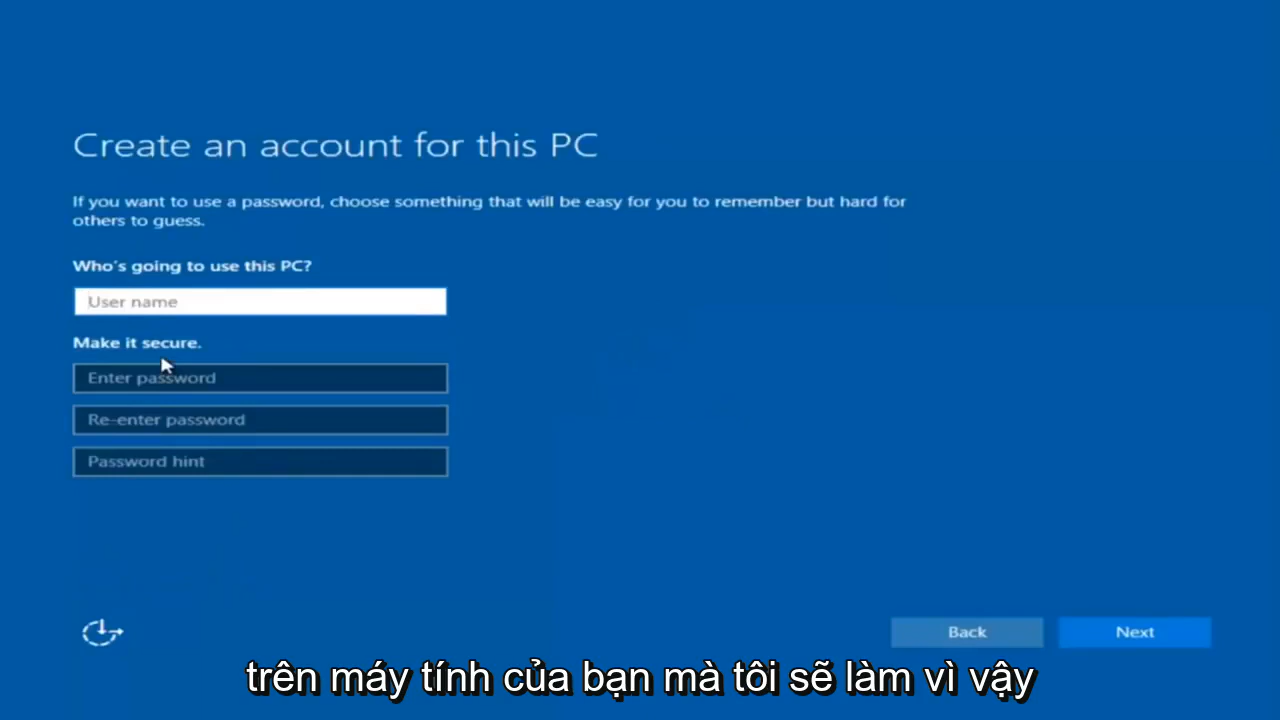 Create an account for this PC
If you want to use a password, choose something that will be easy for you to remember but hard for
others to guess.
Who's going to use this PC?
User name
Make it secure.
Enter password
Re-enter password
Password hint
Back
Next
trên máy tính của bạn mà tôi sẽ làm vì vậy